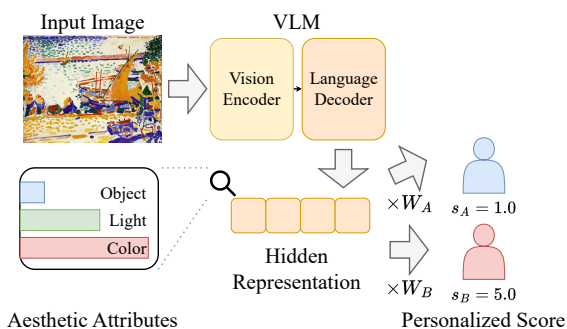 Input Image
VLM
Vision
Encoder
Language
Decoder
Object
Light
Color
Hidden
Representation
×W_A
s_A = 1.0
×W_B
s_B = 5.0
Aesthetic Attributes
Personalized Score